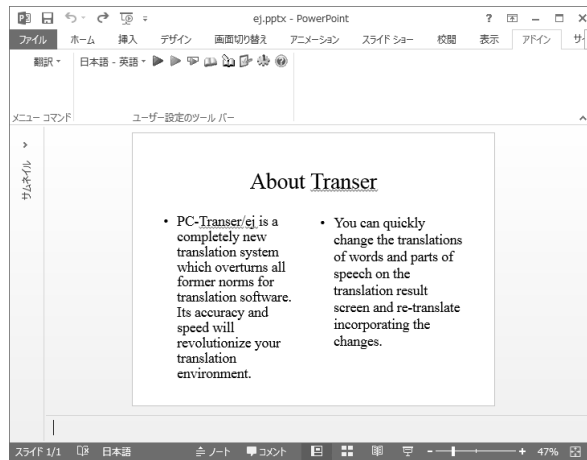 ej.pptx - PowerPoint
ファイル ホーム 挿入 デザイン 画面切り替え アニメーション スライド ショー 校閲 表示 アドイン サ
翻訳 日本語 - 英語
メニュー コマンド ユーザー設定のツール バー
サムネイル
About Transer
• PC-Transer/ej is a
completely new
translation system
which overturns all
former norms for
translation software.
Its accuracy and
speed will
revolutionize your
translation
environment.
• You can quickly
change the translations
of words and parts of
speech on the
translation result
screen and re-translate
incorporating the
changes.
スライド 1/1 日本語 ノート コメント 47%